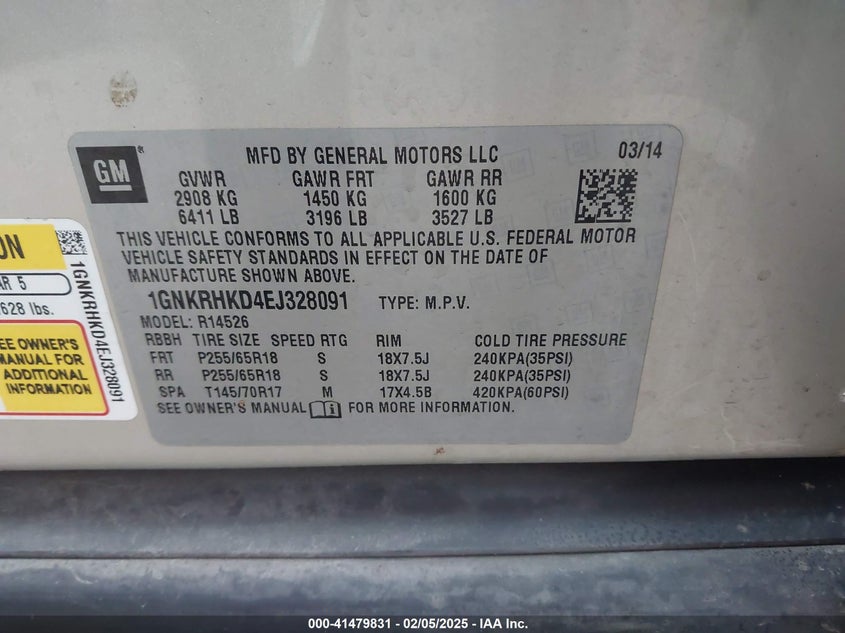 GM
MFD BY GENERAL MOTORS LLC 03/14
GVWR GAWR FRT GAWR RR
2908 KG 1450 KG 1600 KG
6411 LB 3196 LB 3527 LB
THIS VEHICLE CONFORMS TO ALL APPLICABLE U.S. FEDERAL MOTOR
VEHICLE SAFETY STANDARDS IN EFFECT ON THE DATE OF
MANUFACTURE SHOWN ABOVE.
1GNKRHKD4EJ328091 TYPE: M.P.V.
MODEL: R14526
RBBH TIRE SIZE SPEED RTG RIM COLD TIRE PRESSURE
FRT P255/65R18 S 18X7.5J 240KPA(35PSI)
RR P255/65R18 S 18X7.5J 240KPA(35PSI)
SPA T145/70R17 M 17X4.5B 420KPA(60PSI)
SEE OWNER'S MANUAL FOR MORE INFORMATION.
ON
AR 5
628 lbs.
SEE OWNER'S
MANUAL FOR
ADDITIONAL
INFORMATION
1GNKRHKD4EJ328091
000-41479831 - 02/05/2025 - IAA Inc.